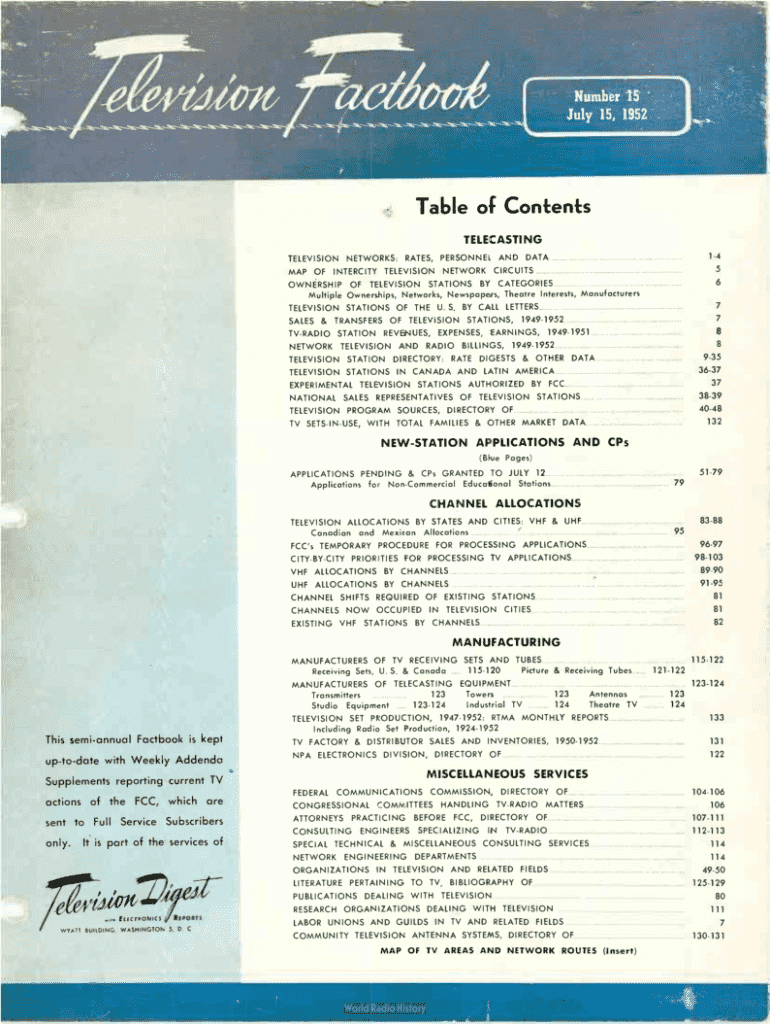 Television Factbook
Number 15
July 15, 1952
Table of Contents
TELECASTING
TELEVISION NETWORKS: RATES, PERSONNEL AND DATA 1-4
MAP OF INTERCITY TELEVISION NETWORK CIRCUITS 5
OWNERSHIP OF TELEVISION STATIONS BY CATEGORIES 6
Multiple Ownerships, Networks, Newspapers, Theatre Interests, Manufacturers
TELEVISION STATIONS OF THE U. S. BY CALL LETTERS 7
SALES & TRANSFERS OF TELEVISION STATIONS, 1949-1952 7
TV-RADIO STATION REVENUES, EXPENSES, EARNINGS, 1949-1951 8
NETWORK TELEVISION AND RADIO BILLINGS, 1949-1952 8
TELEVISION STATION DIRECTORY: RATE DIGESTS & OTHER DATA 9-35
TELEVISION STATIONS IN CANADA AND LATIN AMERICA 36-37
EXPERIMENTAL TELEVISION STATIONS AUTHORIZED BY FCC 37
NATIONAL SALES REPRESENTATIVES OF TELEVISION STATIONS 38-39
TELEVISION PROGRAM SOURCES, DIRECTORY OF 40-48
TV SETS-IN-USE, WITH TOTAL FAMILIES & OTHER MARKET DATA 132
NEW-STATION APPLICATIONS AND CPs
(Blue Pages)
APPLICATIONS PENDING & CPs GRANTED TO JULY 12 51-79
Applications for Non-Commercial Educational Stations 79
CHANNEL ALLOCATIONS
TELEVISION ALLOCATIONS BY STATES AND CITIES: VHF & UHF 83-88
Canadian and Mexican Allocations 95
FCC's TEMPORARY PROCEDURE FOR PROCESSING APPLICATIONS 96-97
CITY-BY-CITY PRIORITIES FOR PROCESSING TV APPLICATIONS 98-103
VHF ALLOCATIONS BY CHANNELS 89-90
UHF ALLOCATIONS BY CHANNELS 91-95
CHANNEL SHIFTS REQUIRED OF EXISTING STATIONS 81
CHANNELS NOW OCCUPIED IN TELEVISION CITIES 81
EXISTING VHF STATIONS BY CHANNELS 82
MANUFACTURING
MANUFACTURERS OF TV RECEIVING SETS AND TUBES 115-122
Receiving Sets, U. S. & Canada 115-120 Picture & Receiving Tubes 121-122
MANUFACTURERS OF TELECASTING EQUIPMENT 123-124
Transmitters 123 Towers 123 Antennas 123
Studio Equipment 123-124 Industrial TV 124 Theatre TV 124
TELEVISION SET PRODUCTION, 1947-1952; RTMA MONTHLY REPORTS 133
Including Radio Set Production, 1924-1952
TV FACTORY & DISTRIBUTOR SALES AND INVENTORIES, 1950-1952 131
NPA ELECTRONICS DIVISION, DIRECTORY OF 122
MISCELLANEOUS SERVICES
FEDERAL COMMUNICATIONS COMMISSION, DIRECTORY OF 104-106
CONGRESSIONAL COMMITTEES HANDLING TV-RADIO MATTERS 106
ATTORNEYS PRACTICING BEFORE FCC, DIRECTORY OF 107-111
CONSULTING ENGINEERS SPECIALIZING IN TV-RADIO 112-113
SPECIAL TECHNICAL & MISCELLANEOUS CONSULTING SERVICES 114
NETWORK ENGINEERING DEPARTMENTS 114
ORGANIZATIONS IN TELEVISION AND RELATED FIELDS 49-50
LITERATURE PERTAINING TO TV, BIBLIOGRAPHY OF 125-129
PUBLICATIONS DEALING WITH TELEVISION 80
RESEARCH ORGANIZATIONS DEALING WITH TELEVISION 111
LABOR UNIONS AND GUILDS IN TV AND RELATED FIELDS 7
COMMUNITY TELEVISION ANTENNA SYSTEMS, DIRECTORY OF 130-131
MAP OF TV AREAS AND NETWORK ROUTES (Insert)
This semi-annual Factbook is kept
up-to-date with Weekly Addenda
Supplements reporting current TV
actions of the FCC, which are
sent to Full Service Subscribers
only. It is part of the services of
Television Digest
with ELECTRONICS REPORTS
WYATT BUILDING, WASHINGTON 5, D. C.
World Radio History